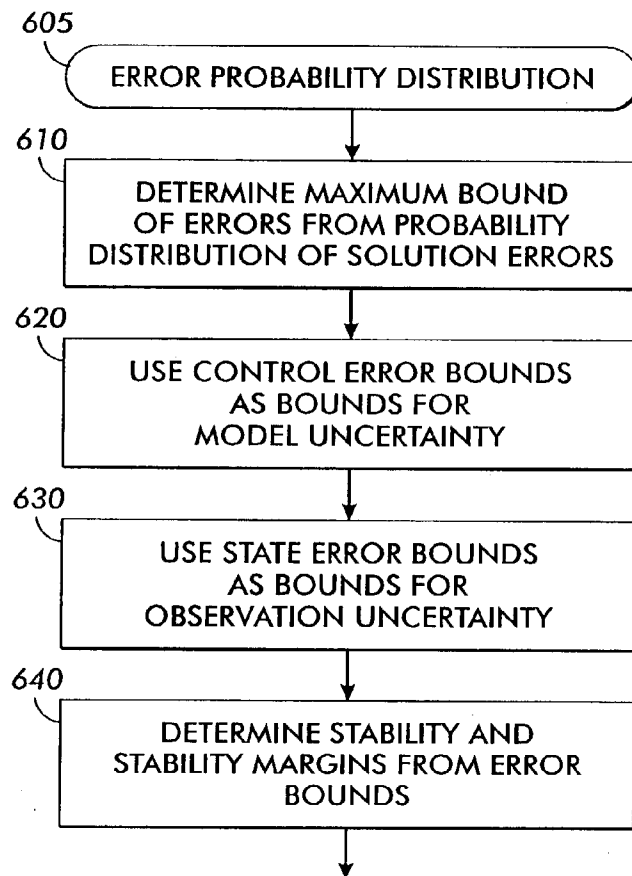 605
ERROR PROBABILITY DISTRIBUTION
610
DETERMINE MAXIMUM BOUND
OF ERRORS FROM PROBABILITY
DISTRIBUTION OF SOLUTION ERRORS
620
USE CONTROL ERROR BOUNDS
AS BOUNDS FOR
MODEL UNCERTAINTY
630
USE STATE ERROR BOUNDS
AS BOUNDS FOR
OBSERVATION UNCERTAINTY
640
DETERMINE STABILITY AND
STABILITY MARGINS FROM ERROR
BOUNDS